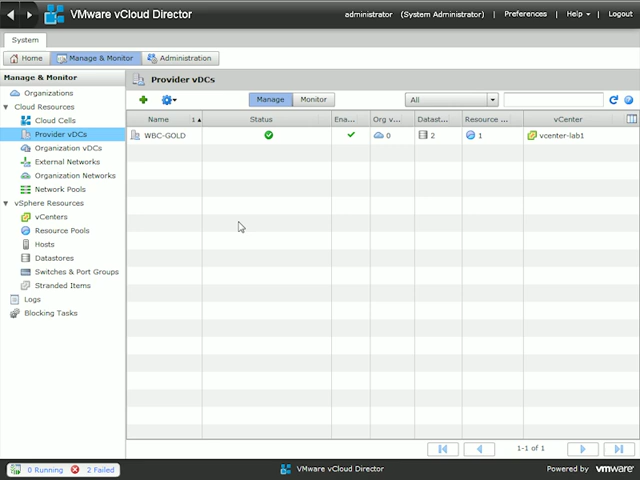 VMware vCloud Director
administrator (System Administrator) Preferences Help Logout
System
Home Manage & Monitor Administration
Manage & Monitor
Organizations
Cloud Resources
Cloud Cells
Provider vDCs
Organization vDCs
External Networks
Organization Networks
Network Pools
vSphere Resources
vCenters
Resource Pools
Hosts
Datastores
Switches & Port Groups
Stranded Items
Logs
Blocking Tasks
Provider vDCs
Manage Monitor All
Name 1 Status Ena... Org v... Datast... Resource ... vCenter
WBC-GOLD 0 2 1 vcenter-lab1
1-1 of 1
0 Running 2 Failed VMware vCloud Director Powered by vmware